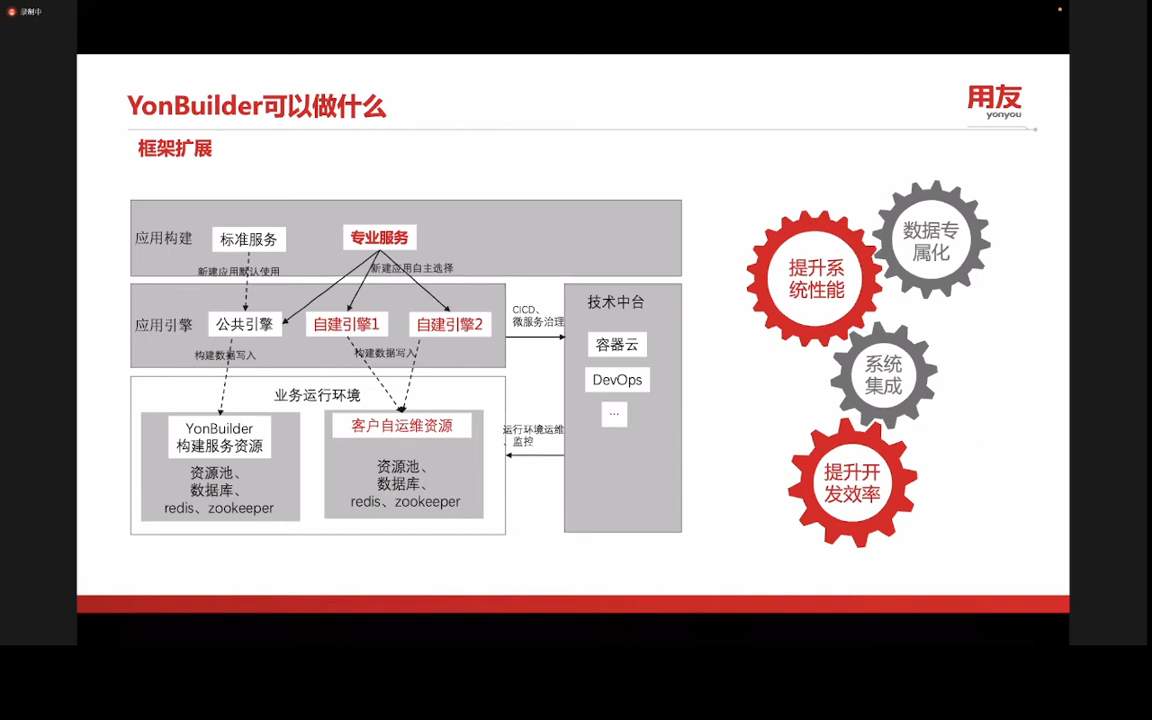 录制中
YonBuilder可以做什么
用友
yonyou
框架扩展
应用构建
标准服务
专业服务
新建应用默认使用
新建应用自主选择
应用引擎
公共引擎
自建引擎1
自建引擎2
构建数据写入
构建数据写入
CICD、
微服务治理
技术中台
容器云
DevOps
...
业务运行环境
YonBuilder
构建服务资源
资源池、
数据库、
redis、zookeeper
客户自运维资源
资源池、
数据库、
redis、zookeeper
运行环境运维
、监控
提升系
统性能
数据专
属化
系统
集成
提升开
发效率